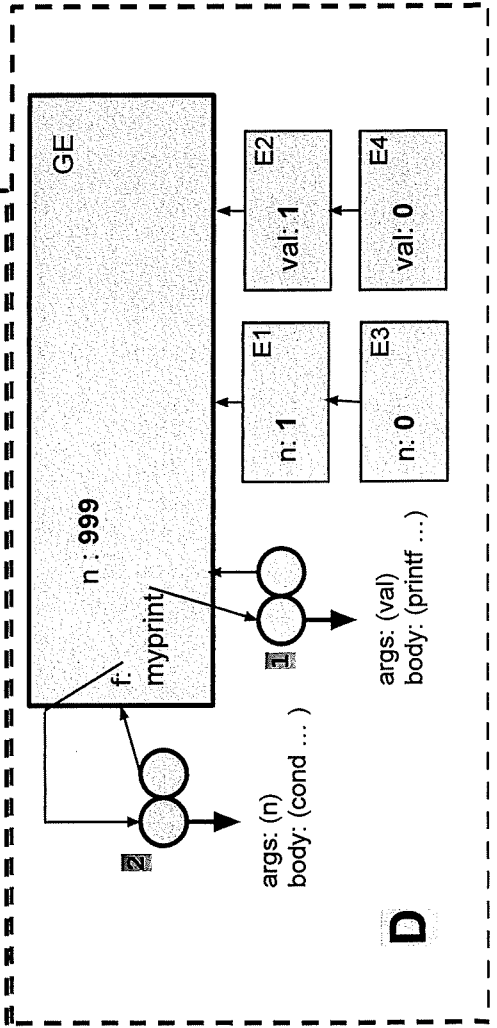 GE
n : 999
f:
myprint
2
1
args: (n)
body: (cond ... )
args: (val)
body: (printf ...)
E1
n: 1
E2
val: 1
E3
n: 0
E4
val: 0
D